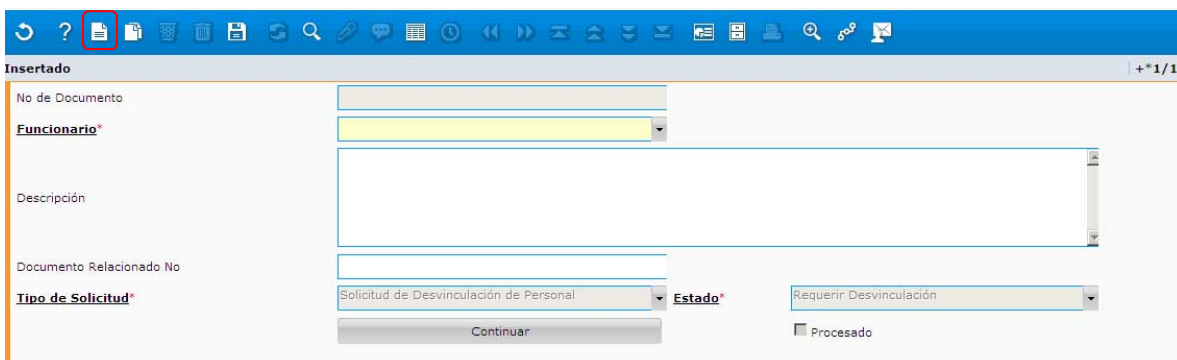 Insertado +*1/1
No de Documento
Funcionario*
Descripción
Documento Relacionado No
Tipo de Solicitud* Solicitud de Desvinculación de Personal Estado* Requerir Desvinculación
Continuar Procesado